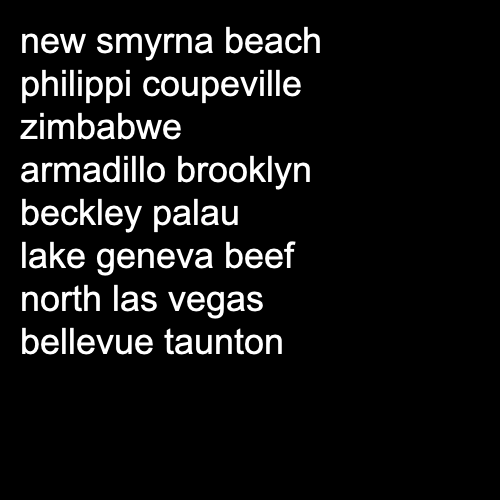 new smyrna beach
philippi coupeville
zimbabwe
armadillo brooklyn
beckley palau
lake geneva beef
north las vegas
bellevue taunton